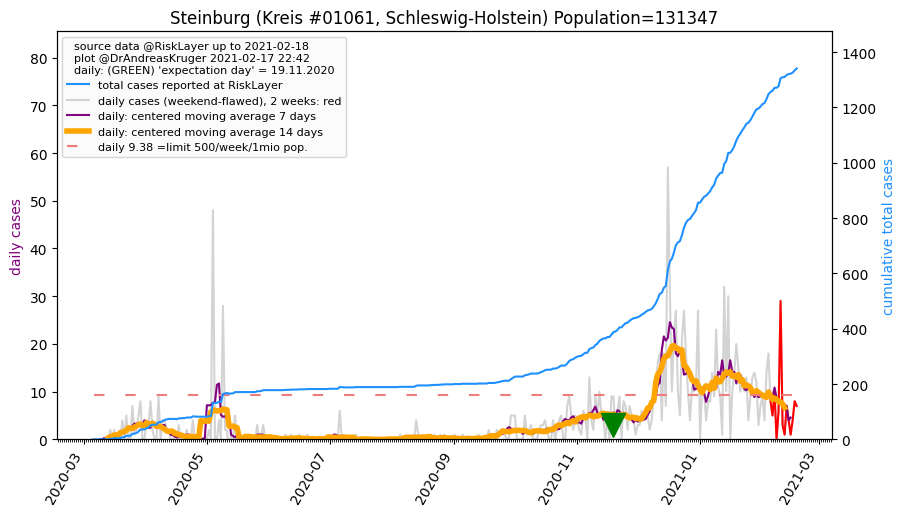 Steinburg (Kreis #01061, Schleswig-Holstein) Population=131347
source data @RiskLayer up to 2021-02-18
plot @DrAndreasKruger 2021-02-17 22:42
daily: (GREEN) 'expectation day' = 19.11.2020
total cases reported at RiskLayer
daily cases (weekend-flawed), 2 weeks: red
daily: centered moving average 7 days
daily: centered moving average 14 days
daily 9.38 =limit 500/week/1mio pop.
daily cases
80
70
60
50
40
30
20
10
0
cumulative total cases
1400
1200
1000
800
600
400
200
0
2020-03
2020-05
2020-07
2020-09
2020-11
2021-01
2021-03